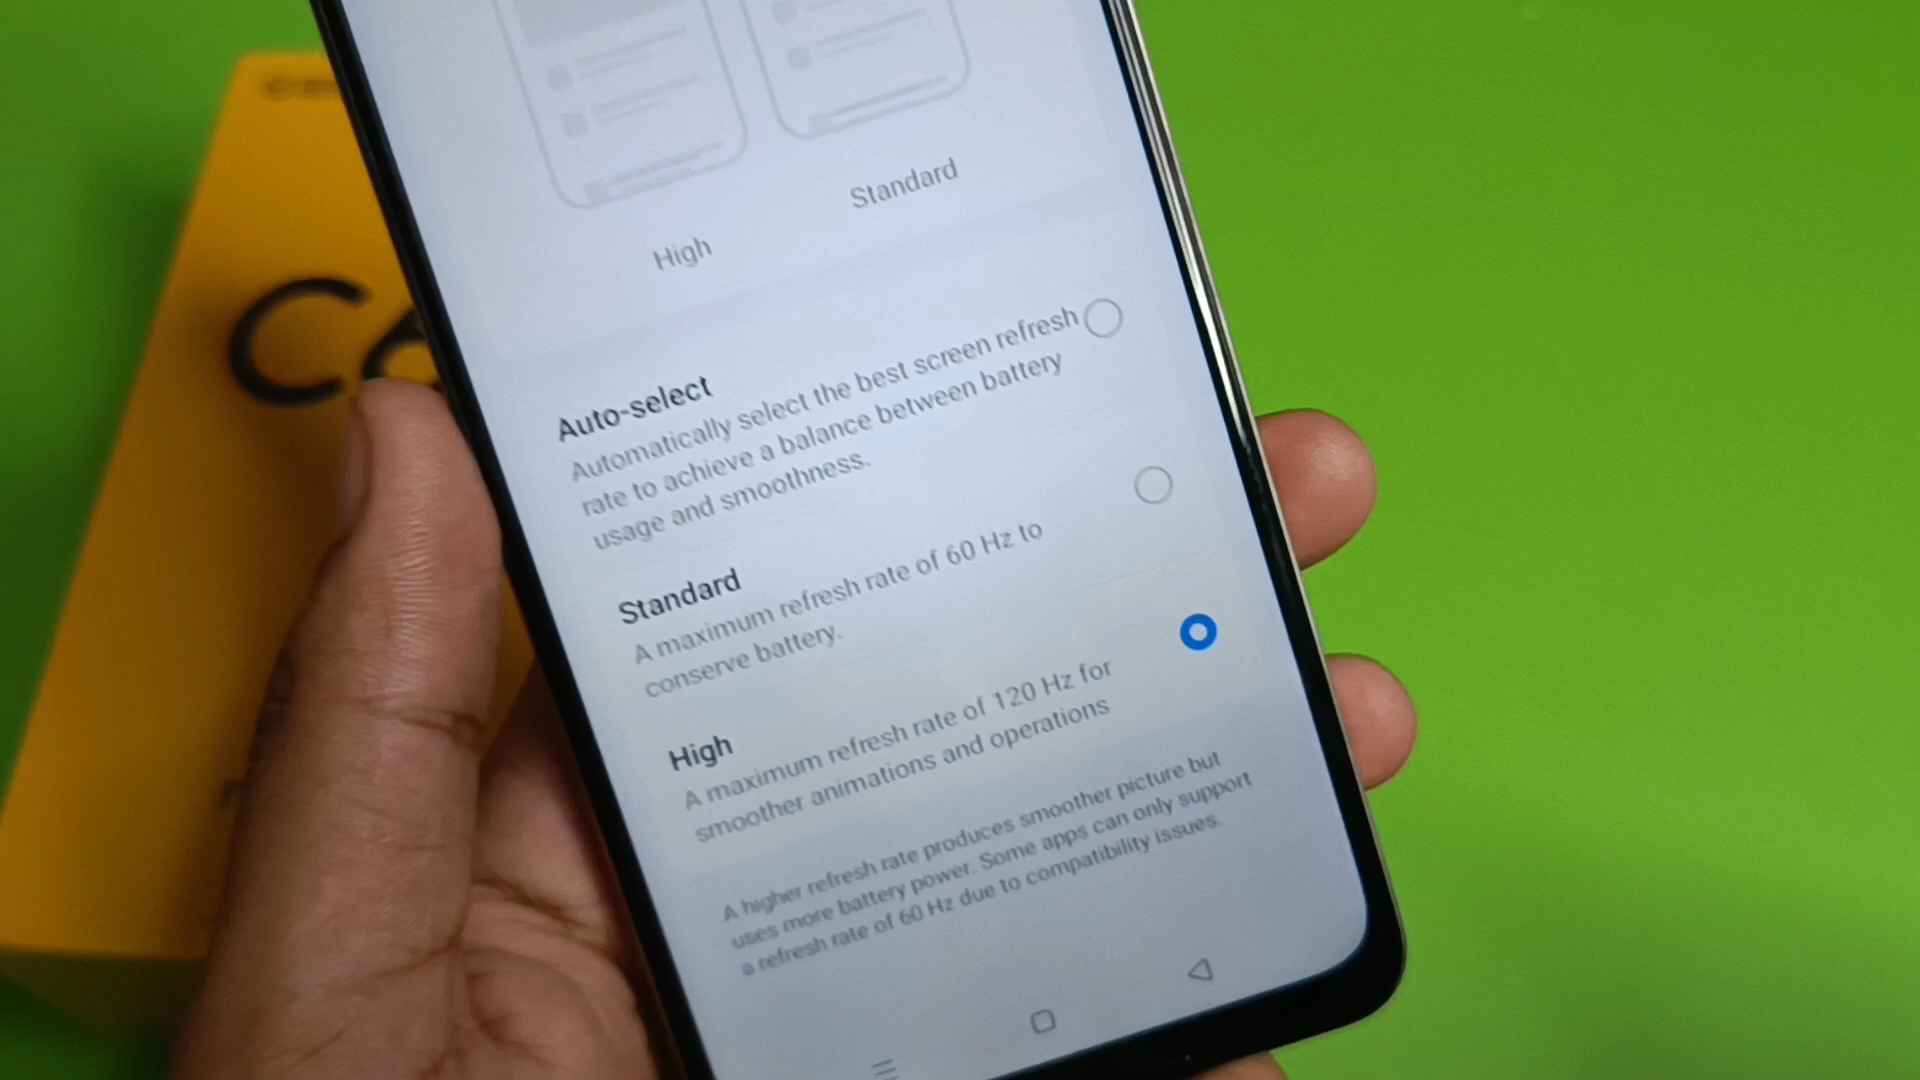 Standard
High
Auto-select
Automatically select the best screen refresh
rate to achieve a balance between battery
usage and smoothness.
Standard
A maximum refresh rate of 60 Hz to
conserve battery.
High
A maximum refresh rate of 120 Hz for
smoother animations and operations
A higher refresh rate produces smoother picture but
uses more battery power. Some apps can only support
a refresh rate of 60 Hz due to compatibility issues.
C6